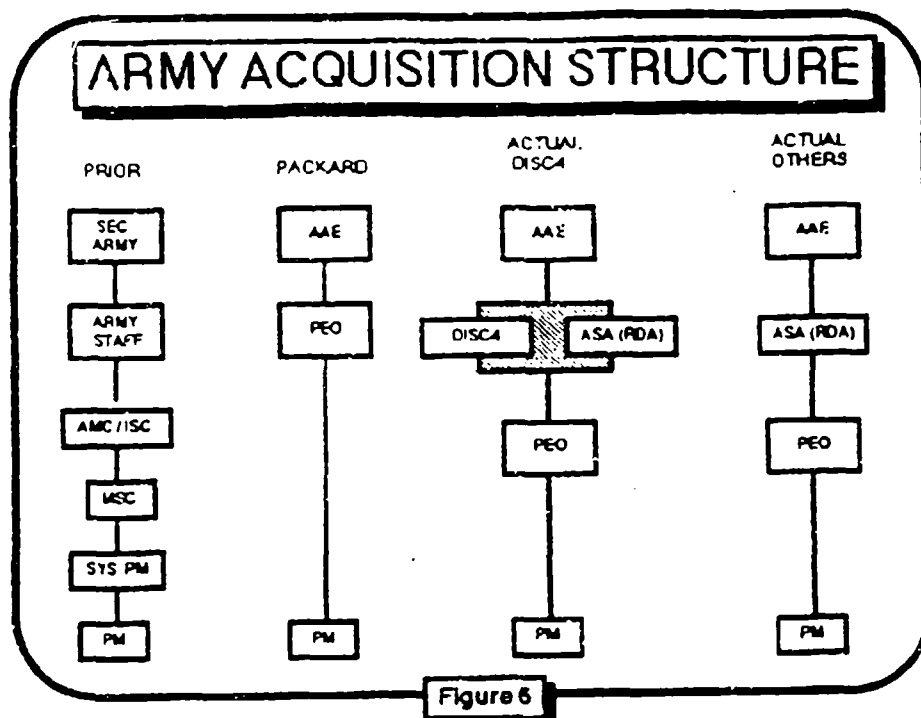 ARMY ACQUISITION STRUCTURE
PRIOR
SEC
ARMY
ARMY
STAFF
AMC / ISC
MSC
SYS PM
PM
PACKARD
AAE
PEO
PM
ACTUAL
DISC4
AAE
DISC4
ASA (RDA)
PEO
PM
ACTUAL
OTHERS
AAE
ASA (RDA)
PEO
PM
Figure 6